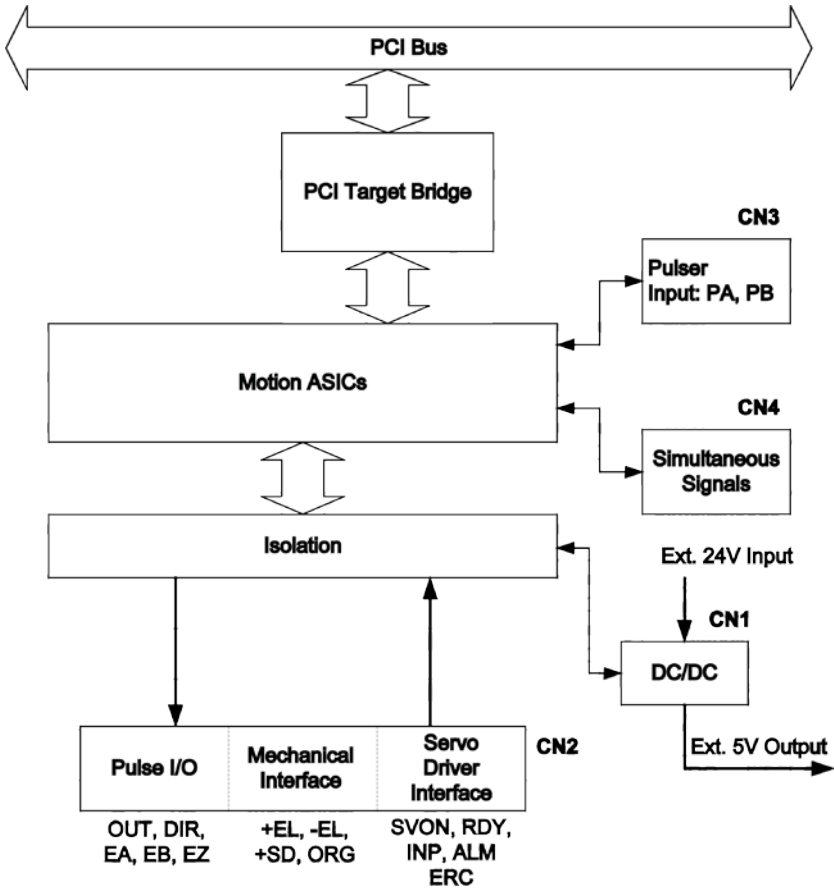 PCI Bus
PCI Target Bridge
CN3
Pulser
Input: PA, PB
Motion ASICs
CN4
Simultaneous
Signals
Isolation
Ext. 24V Input
CN1
DC/DC
Ext. 5V Output
CN2
Pulse I/O
Mechanical
Interface
Servo
Driver
Interface
OUT, DIR,
EA, EB, EZ
+EL, -EL,
+SD, ORG
SVON, RDY,
INP, ALM
ERC